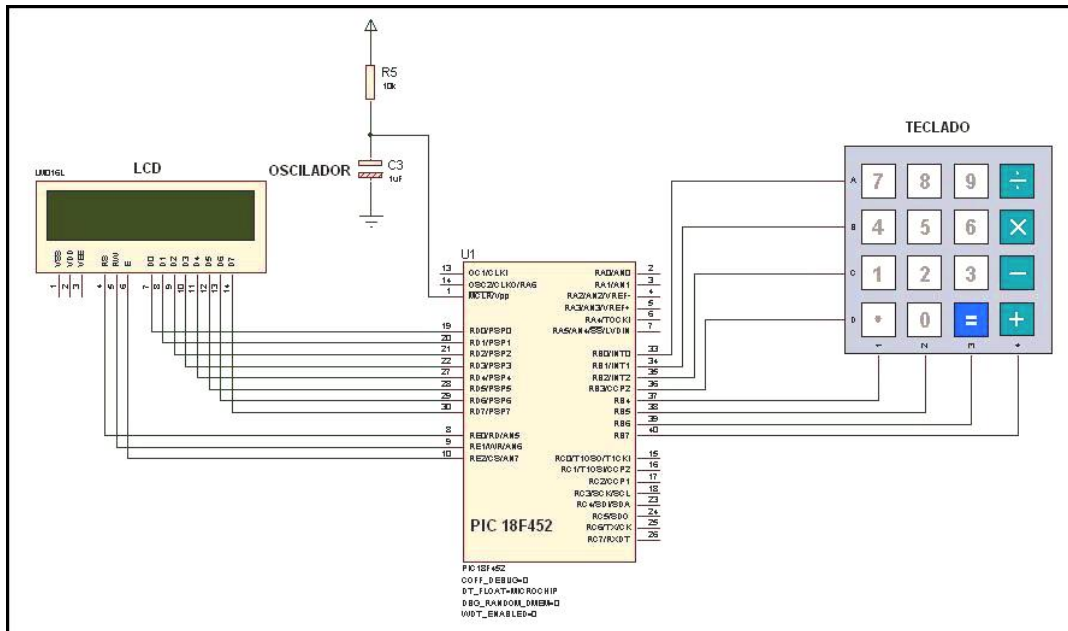 R5
10k
C3
1uF
OSCILADOR
LCD
LMD16L
VSS
VDD
VEE
RS
R/W
E
D0
D1
D2
D3
D4
D5
D6
D7
1
2
3
4
5
6
7
8
9
10
11
12
13
14
TECLADO
A
7
8
9
÷
B
4
5
6
×
C
1
2
3
−
D
•
0
=
+
1
2
3
4
U1
13
OC1/CLKI
14
OSC2/CLKO/RA6
1
MCLR/Vpp
19
RD0/PSP0
20
RD1/PSP1
21
RD2/PSP2
22
RD3/PSP3
27
RD4/PSP4
28
RD5/PSP5
29
RD6/PSP6
30
RD7/PSP7
8
RE0/RD/AN5
9
RE1/WR/AN6
10
RE2/CS/AN7
RA0/AN0
2
RA1/AN1
3
RA2/AN2/VREF-
4
RA3/AN3/VREF+
5
RA4/TOCKI
6
RA5/AN4/SS/LVDIN
7
RB0/INT0
33
RB1/INT1
34
RB2/INT2
35
RB3/CCP2
36
RB4
37
RB5
38
RB6
39
RB7
40
RC0/T1OSO/T1CKI
15
RC1/T1OSI/CCP2
16
RC2/CCP1
17
RC3/SCK/SCL
18
RC4/SDI/SDA
23
RC5/SDO
24
RC6/TX/CK
25
RC7/RXDT
26
PIC 18F452
PIC18F452
COFF_DEBUG=0
DT_FLOAT=MICROCHIP
DBG_RANDOM_DMEM=0
WDT_ENABLED=0